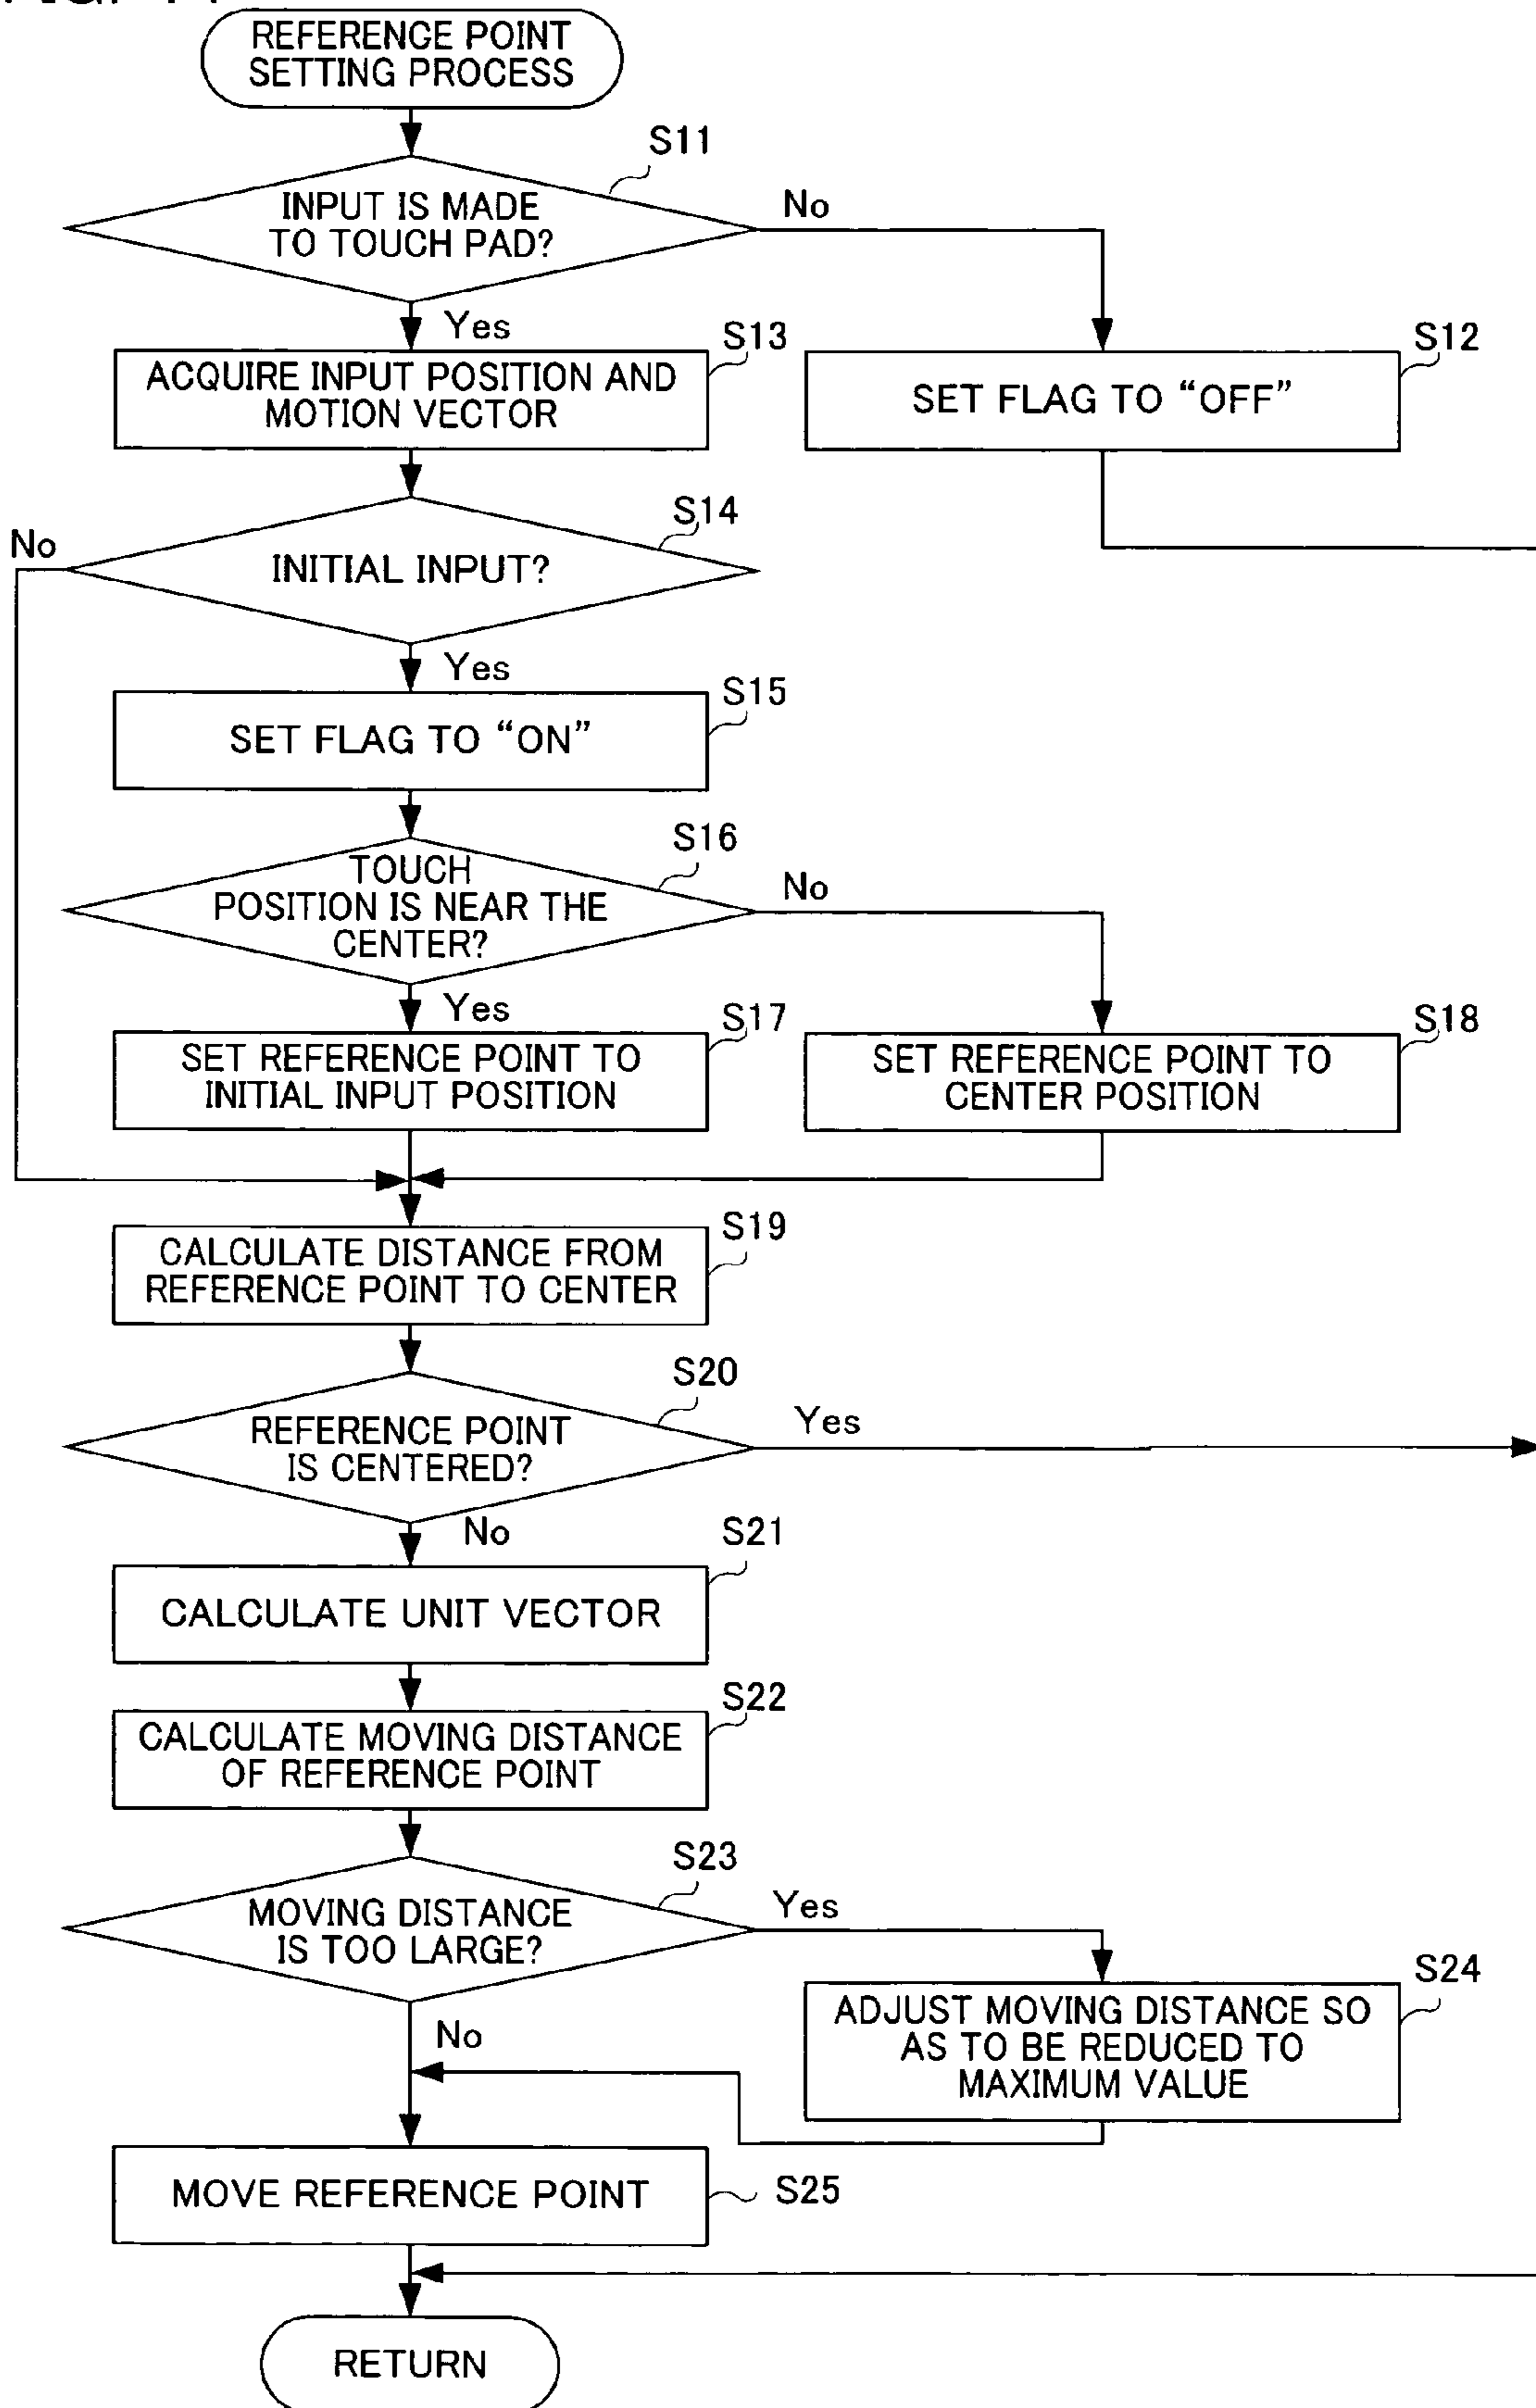 REFERENCE POINT
SETTING PROCESS
S11
INPUT IS MADE
TO TOUCH PAD?
No
Yes
S13
ACQUIRE INPUT POSITION AND
MOTION VECTOR
S12
SET FLAG TO “OFF”
S14
No
INITIAL INPUT?
Yes
S15
SET FLAG TO “ON”
S16
TOUCH
POSITION IS NEAR THE
CENTER?
No
Yes
S17
SET REFERENCE POINT TO
INITIAL INPUT POSITION
S18
SET REFERENCE POINT TO
CENTER POSITION
S19
CALCULATE DISTANCE FROM
REFERENCE POINT TO CENTER
S20
REFERENCE POINT
IS CENTERED?
Yes
No
S21
CALCULATE UNIT VECTOR
S22
CALCULATE MOVING DISTANCE
OF REFERENCE POINT
S23
MOVING DISTANCE
IS TOO LARGE?
Yes
No
S24
ADJUST MOVING DISTANCE SO
AS TO BE REDUCED TO
MAXIMUM VALUE
MOVE REFERENCE POINT
S25
RETURN